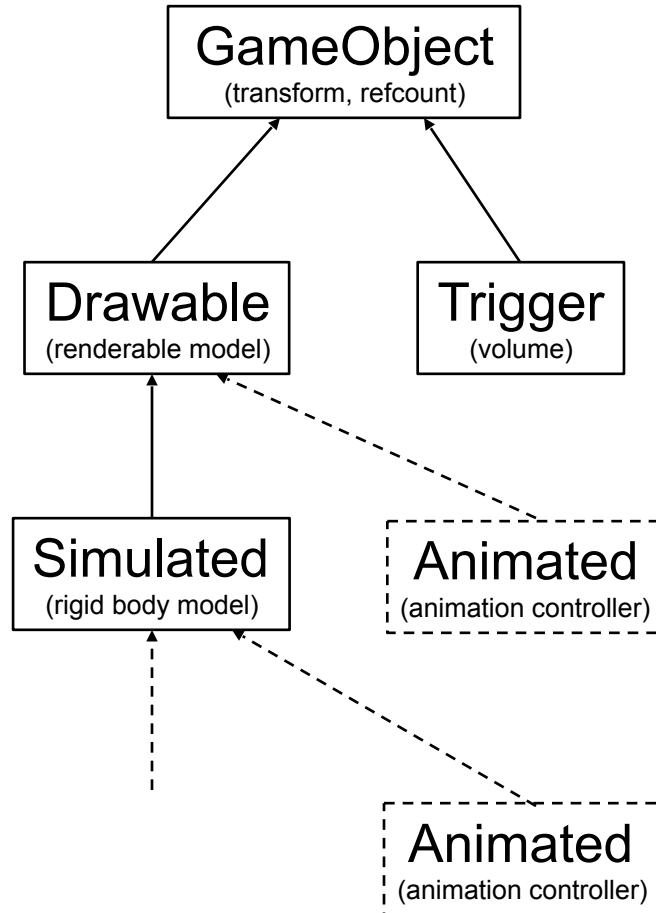 GameObject
(transform, refcount)
Drawable
(renderable model)
Trigger
(volume)
Simulated
(rigid body model)
Animated
(animation controller)
Animated
(animation controller)